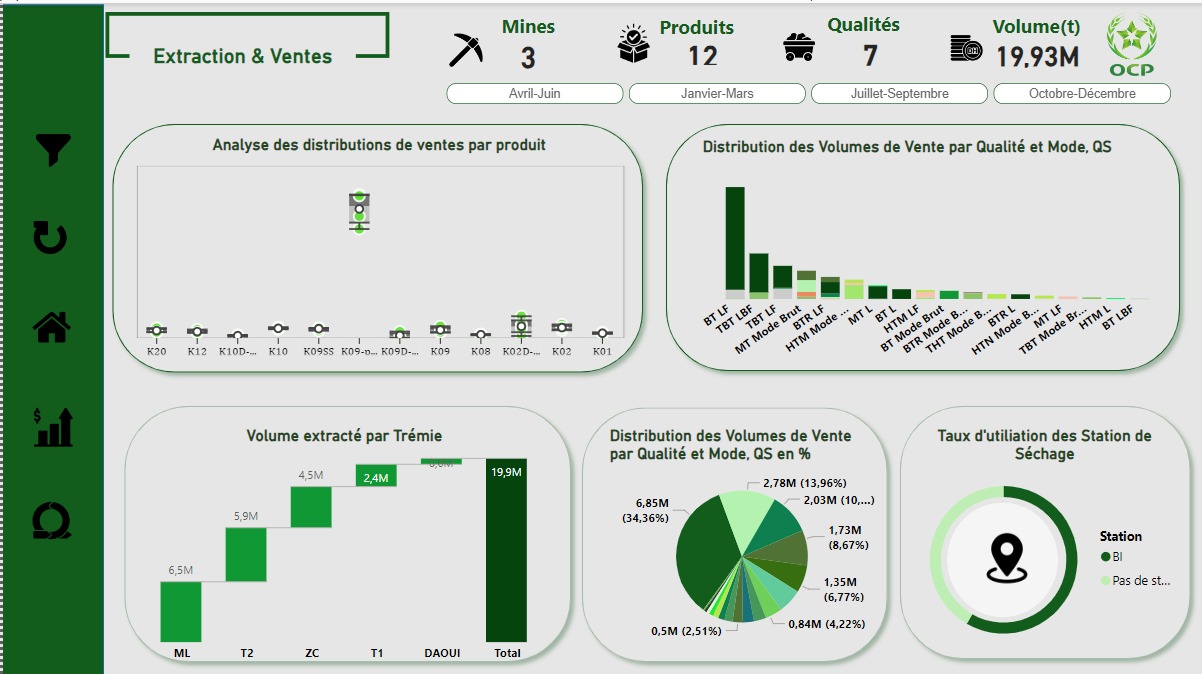 Extraction & Ventes
Mines
3
Produits
12
Qualités
7
Volume(t)
19,93M
DH
OCP
Avril-Juin
Janvier-Mars
Juillet-Septembre
Octobre-Décembre
Analyse des distributions de ventes par produit
K20
K12
K10D-...
K10
K09SS
K09-p...
K09D-...
K09
K08
K02D-...
K02
K01
Distribution des Volumes de Vente par Qualité et Mode, QS
BT LF
TBT LBF
TBT LF
MT Mode Brut
BTR LF
HTM Mode ...
MT L
BT L
HTM LF
BT Mode Brut
BTR Mode B...
THT Mode B...
BTR L
HTN Mode B...
MT LF
TBT Mode Br...
HTM L
BT LBF
Volume extracté par Trémie
6,5M
5,9M
4,5M
2,4M
19,9M
ML
T2
ZC
T1
DAOUI
Total
Distribution des Volumes de Vente
par Qualité et Mode, QS en %
2,78M (13,96%)
2,03M (10,...)
6,85M
(34,36%)
1,73M
(8,67%)
1,35M
(6,77%)
0,84M (4,22%)
0,5M (2,51%)
Taux d'utiliation des Station de
Séchage
Station
BI
Pas de st...
$